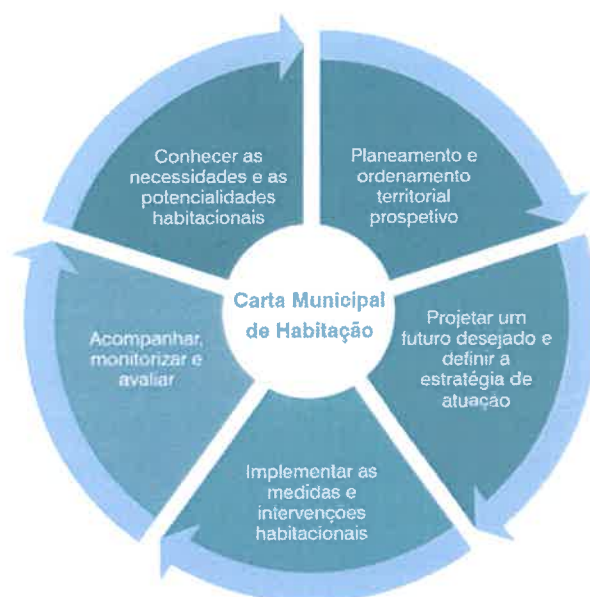 Conhecer as
necessidades e as
potencialidades
habitacionais
Planeamento e
ordenamento
territorial
prospetivo
Carta Municipal
de Habitação
Projetar um
futuro desejado e
definir a
estratégia de
atuação
Implementar as
medidas e
intervenções
habitacionais
Acompanhar,
monitorizar e
avaliar